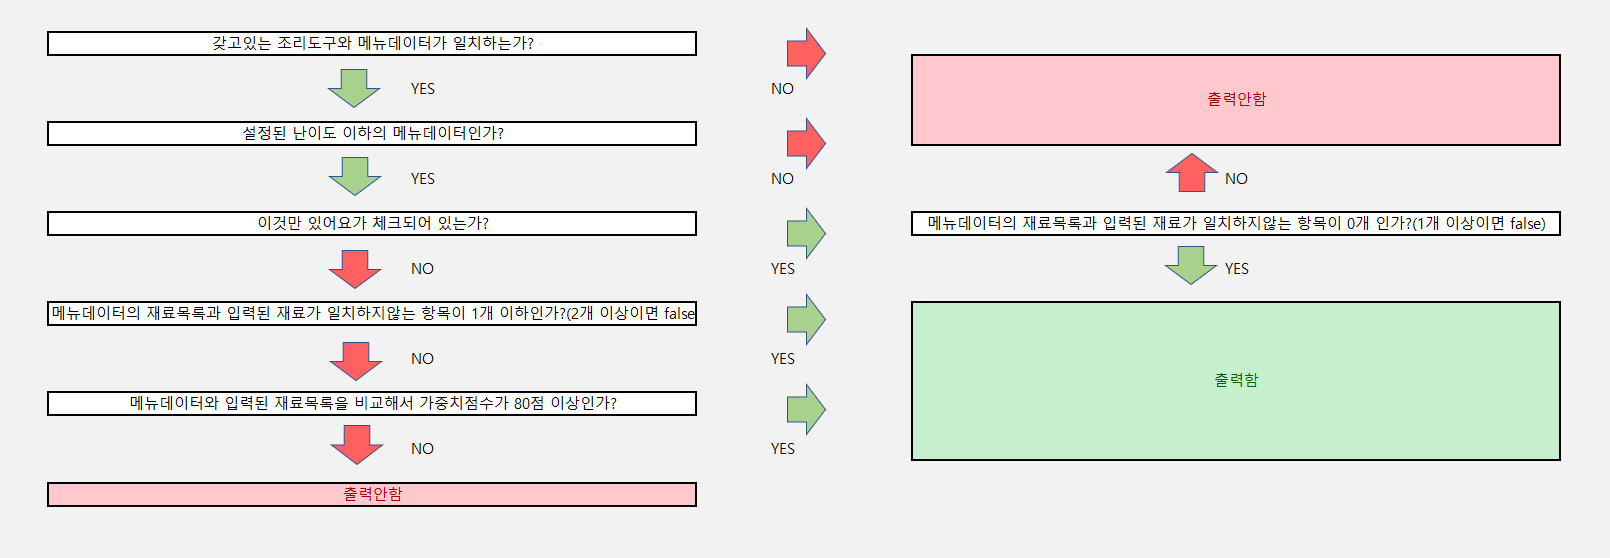 갖고있는 조리도구와 메뉴데이터가 일치하는가?
YES
NO
출력안함
설정된 난이도 이하의 메뉴데이터인가?
YES
NO
NO
이것만 있어요가 체크되어 있는가?
메뉴데이터의 재료목록과 입력된 재료가 일치하지않는 항목이 0개 인가?(1개 이상이면 false)
NO
YES
YES
메뉴데이터의 재료목록과 입력된 재료가 일치하지않는 항목이 1개 이하인가?(2개 이상이면 false
NO
YES
출력함
메뉴데이터와 입력된 재료목록을 비교해서 가중치점수가 80점 이상인가?
NO
YES
출력안함